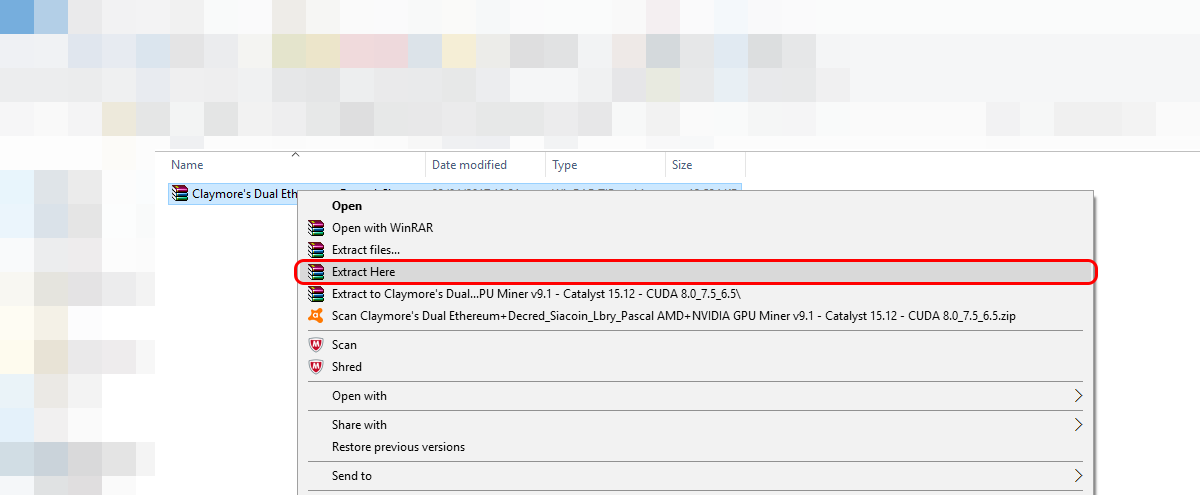 Name
Date modified
Type
Size
Claymore's Dual Eth
Open
Open with WinRAR
Extract files...
Extract Here
Extract to Claymore's Dual...PU Miner v9.1 - Catalyst 15.12 - CUDA 8.0_7.5_6.5\
Scan Claymore's Dual Ethereum+Decred_Siacoin_Lbry_Pascal AMD+NVIDIA GPU Miner v9.1 - Catalyst 15.12 - CUDA 8.0_7.5_6.5.zip
Scan
Shred
Open with
Share with
Restore previous versions
Send to